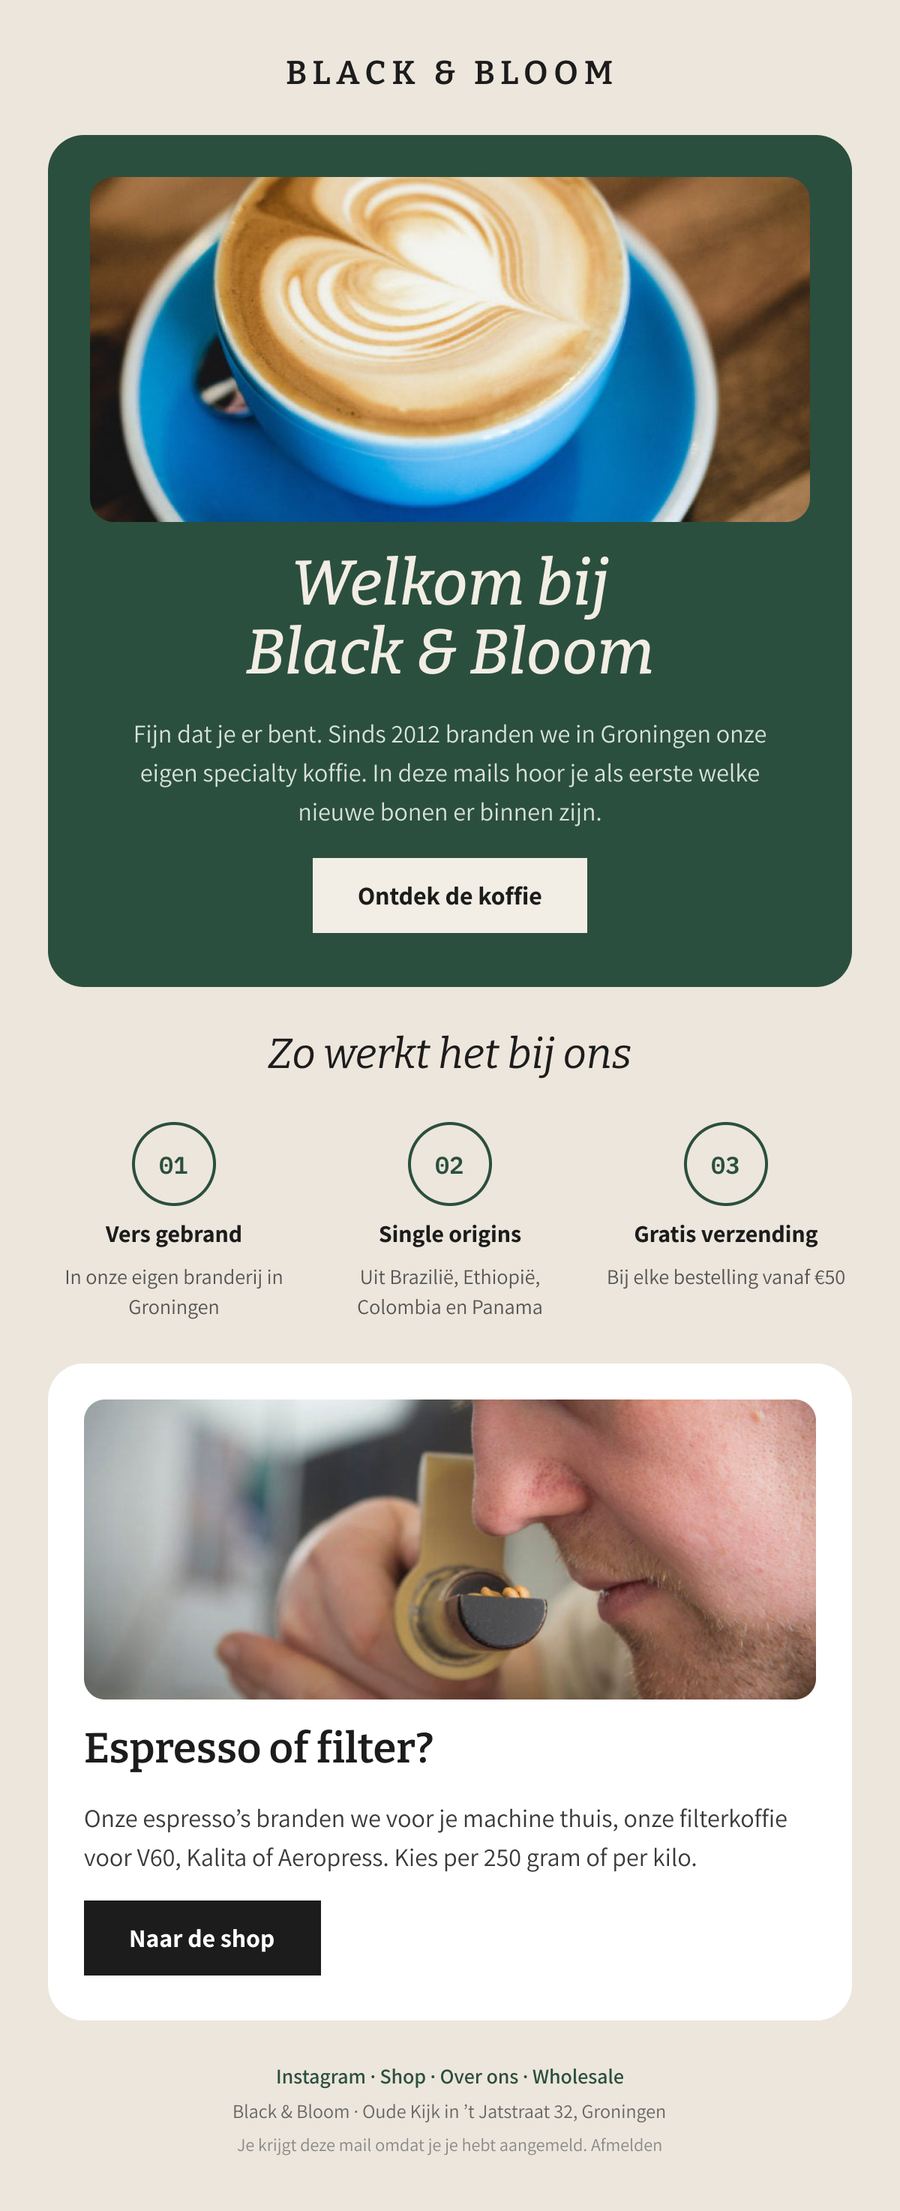 BLACK & BLOOM
Welkom bij
Black & Bloom
Fijn dat je er bent. Sinds 2012 branden we in Groningen onze
eigen specialty koffie. In deze mails hoor je als eerste welke
nieuwe bonen er binnen zijn.
Ontdek de koffie
Zo werkt het bij ons
01
Vers gebrand
In onze eigen branderij in
Groningen
02
Single origins
Uit Brazilië, Ethiopië,
Colombia en Panama
03
Gratis verzending
Bij elke bestelling vanaf €50
Espresso of filter?
Onze espresso’s branden we voor je machine thuis, onze filterkoffie
voor V60, Kalita of Aeropress. Kies per 250 gram of per kilo.
Naar de shop
Instagram · Shop · Over ons · Wholesale
Black & Bloom · Oude Kijk in ’t Jatstraat 32, Groningen
Je krijgt deze mail omdat je je hebt aangemeld. Afmelden